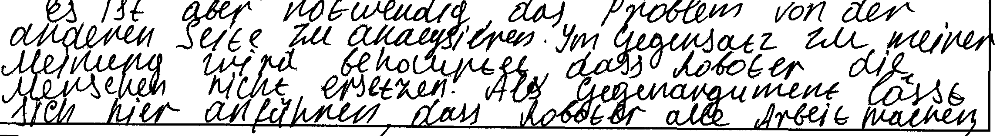 es ist aber notwendig, das Problem von der
anderen Seite zu analysieren. Im Gegensatz zu meiner
Meinung wird behauptet, dass Roboter die
Menschen nicht ersetzen. Als Gegenargument lässt
sich hier anführen, dass Roboter alle Arbeit machen,